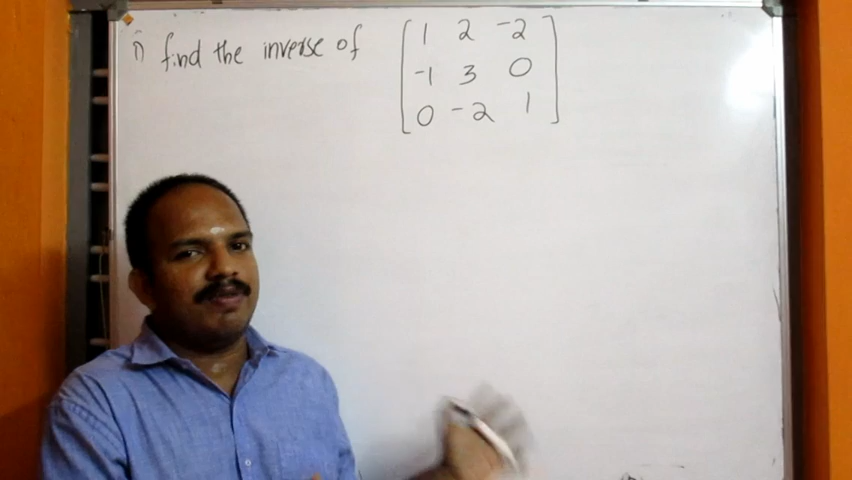 1) find the inverse of
1 2 -2
-1 3 0
0 -2 1